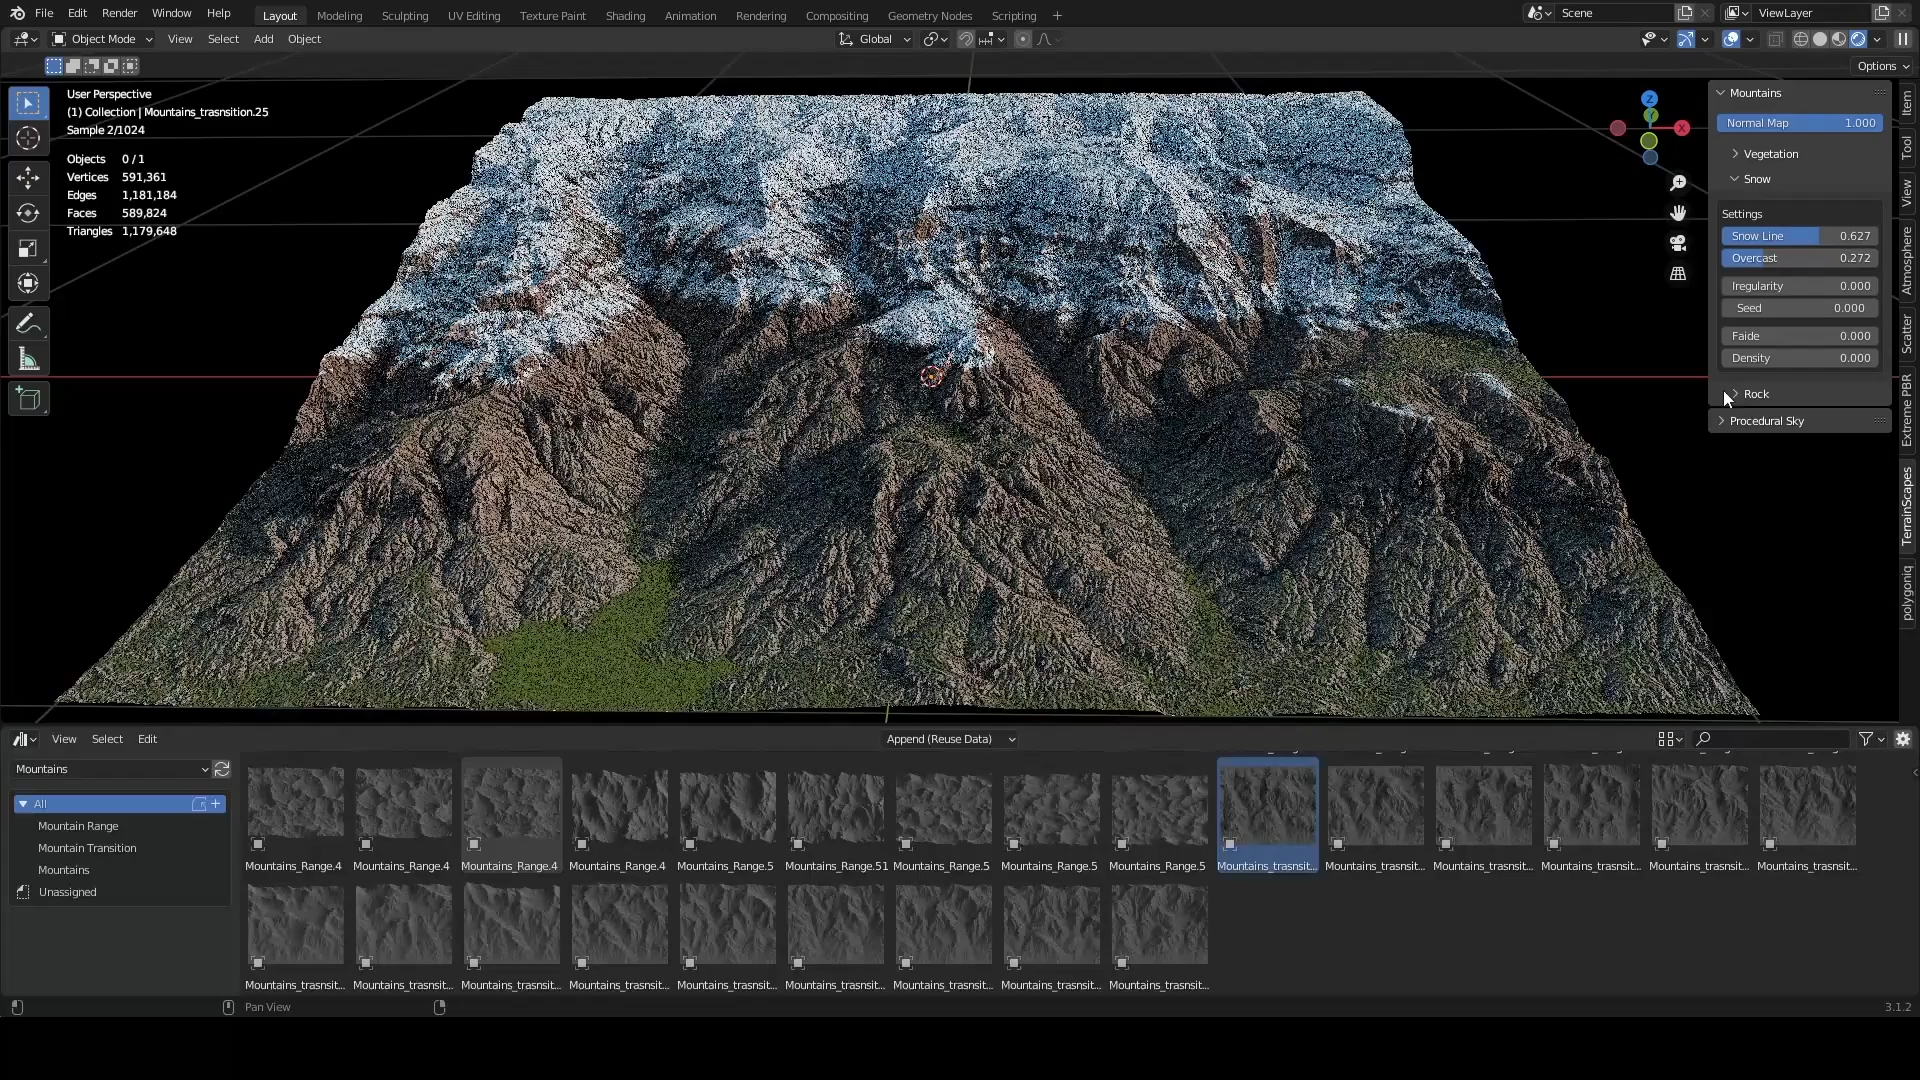 File Edit Render Window Help Layout Modeling Sculpting UV Editing Texture Paint Shading Animation Rendering Compositing Geometry Nodes Scripting + Scene ViewLayer
Object Mode View Select Add Object Global
Options
User Perspective
(1) Collection | Mountains_trasnsition.25
Sample 2/1024
Objects 0 / 1
Vertices 591,361
Edges 1,181,184
Faces 589,824
Triangles 1,179,648
Z
Y
X
Mountains
Normal Map 1.000
Vegetation
Snow
Settings
Snow Line 0.627
Overcast 0.272
Irregularity 0.000
Seed 0.000
Faide 0.000
Density 0.000
Rock
Procedural Sky
Item
Tool
View
Atmosphere
Scatter
Extreme PBR
TerrainScapes
polygoniq
View Select Edit Append (Reuse Data)
Mountains
All
Mountain Range
Mountain Transition
Mountains
Unassigned
Mountains_Range.4 Mountains_Range.4 Mountains_Range.4 Mountains_Range.4 Mountains_Range.5 Mountains_Range.51 Mountains_Range.5 Mountains_Range.5 Mountains_Range.5 Mountains_trasnsit... Mountains_trasnsit... Mountains_trasnsit... Mountains_trasnsit... Mountains_trasnsit... Mountains_trasnsit...
Mountains_trasnsit... Mountains_trasnsit... Mountains_trasnsit... Mountains_trasnsit... Mountains_trasnsit... Mountains_trasnsit... Mountains_trasnsit... Mountains_trasnsit... Mountains_trasnsit...
Pan View 3.1.2